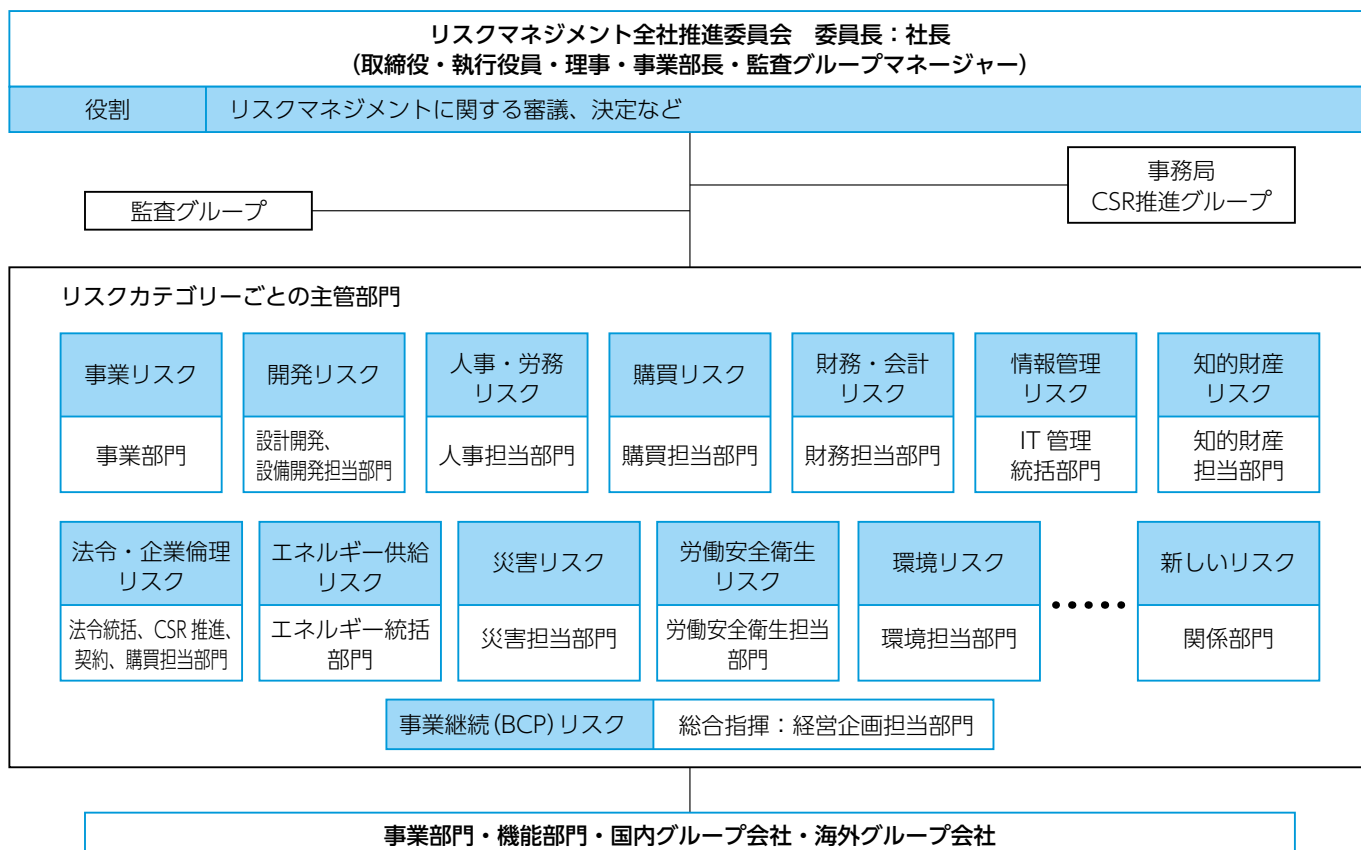 リスクマネジメント全社推進委員会　委員長：社長
（取締役・執行役員・理事・事業部長・監査グループマネージャー）
役割
リスクマネジメントに関する審議、決定など
事務局
CSR推進グループ
監査グループ
リスクカテゴリーごとの主管部門
事業リスク
事業部門
開発リスク
設計開発、
設備開発担当部門
人事・労務
リスク
人事担当部門
購買リスク
購買担当部門
財務・会計
リスク
財務担当部門
情報管理
リスク
IT 管理
統括部門
知的財産
リスク
知的財産
担当部門
法令・企業倫理
リスク
法令統括、CSR 推進、
契約、購買担当部門
エネルギー供給
リスク
エネルギー統括
部門
災害リスク
災害担当部門
労働安全衛生
リスク
労働安全衛生担当
部門
環境リスク
環境担当部門
•••••
新しいリスク
関係部門
事業継続(BCP)リスク
総合指揮：経営企画担当部門
事業部門・機能部門・国内グループ会社・海外グループ会社